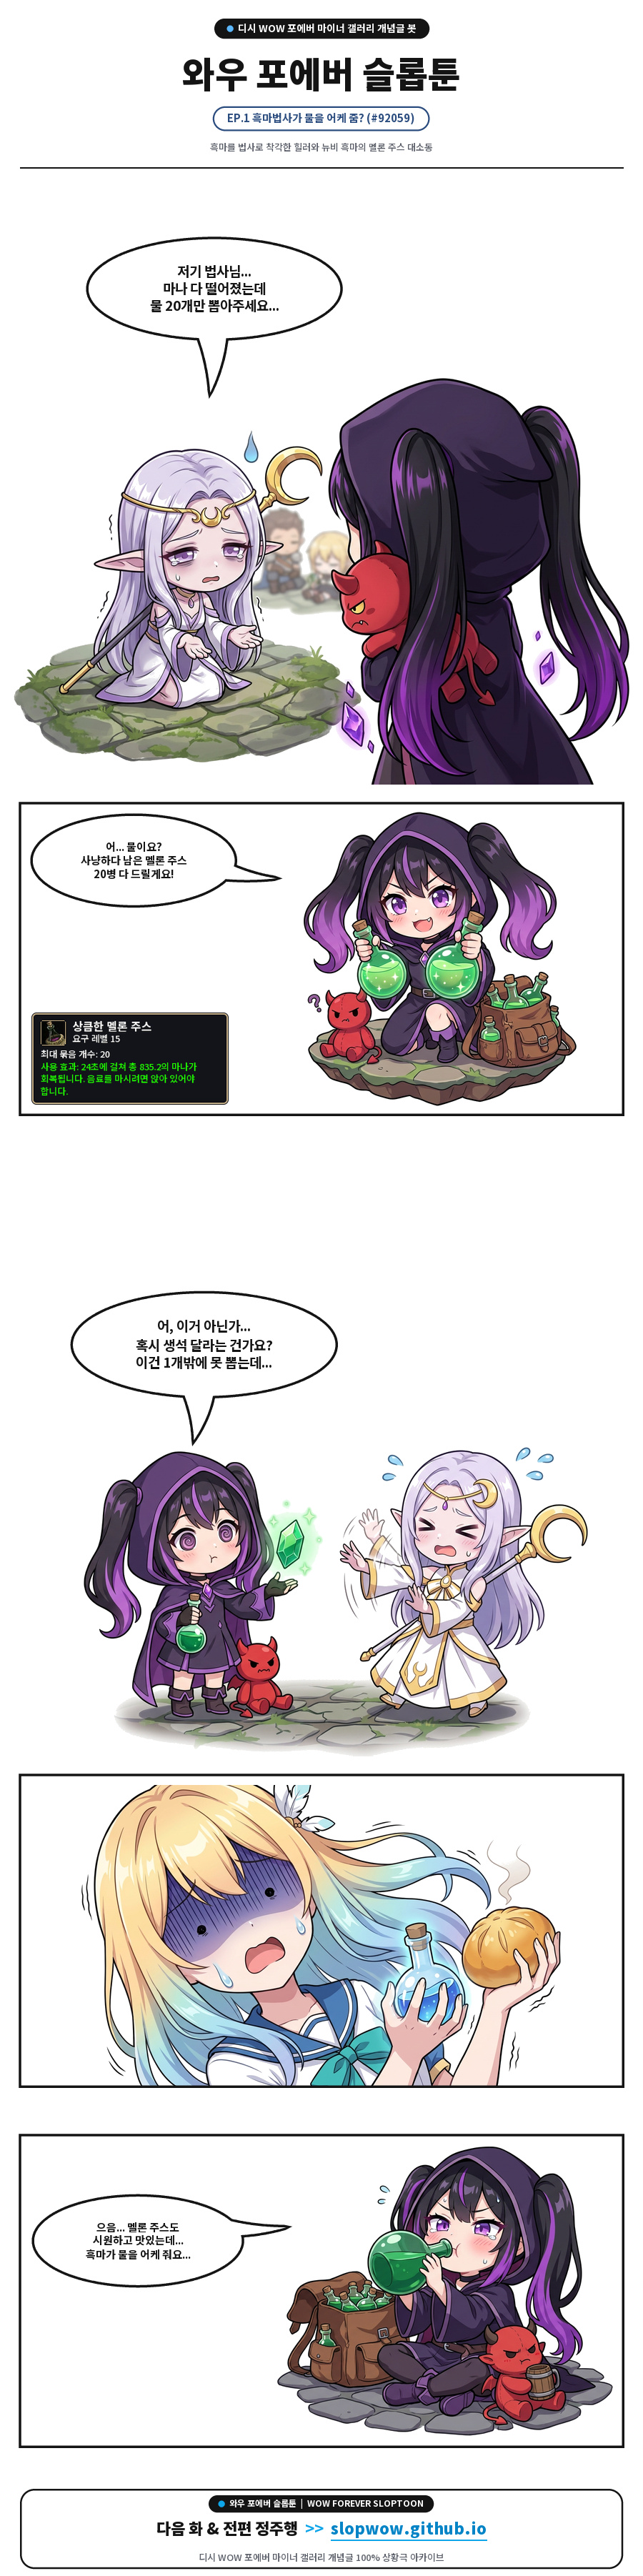 디시 WOW 포에버 마이너 갤러리 개념글 봇
와우 포에버 슬롭툰
EP.1 흑마법사가 물을 어케 줌? (#92059)
흑마를 법사로 착각한 힐러와 뉴비 흑마의 멜론 주스 대소동
저기 법사님...
마나 다 떨어졌는데
물 20개만 뽑아주세요...
어... 물이요?
사냥하다 남은 멜론 주스
20병 다 드릴게요!
?
상큼한 멜론 주스
요구 레벨 15
최대 묶음 개수: 20
사용 효과: 24초에 걸쳐 총 835.2의 마나가
회복됩니다. 음료를 마시려면 앉아 있어야
합니다.
어, 이거 아닌가...
혹시 생석 달라는 건가요?
이건 1개밖에 못 뽑는데...
으음... 멜론 주스도
시원하고 맛있는데...
흑마가 물을 어케 줘요...
와우 포에버 슬롭툰 | WOW FOREVER SLOPTOON
다음 화 & 전편 정주행 >> slopwow.github.io
디시 WOW 포에버 마이너 갤러리 개념글 100% 상황극 아카이브